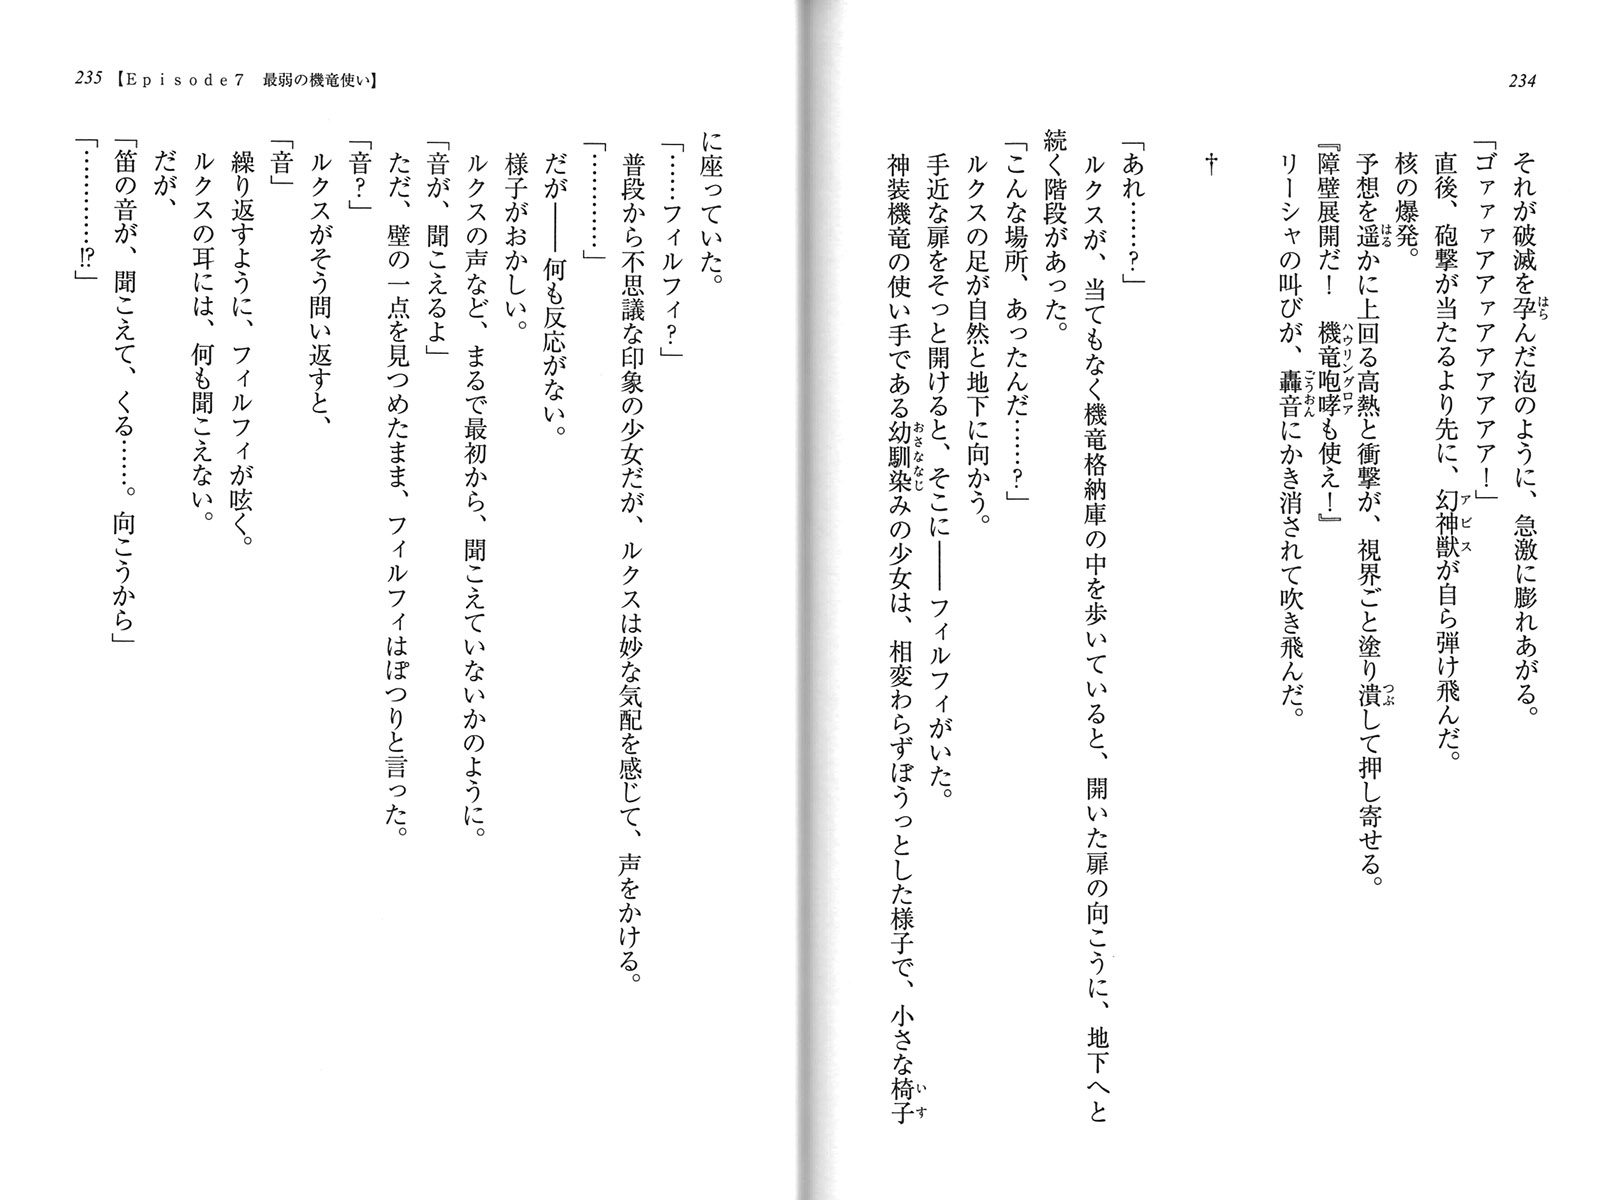 234
それが破滅を孕んだ泡のように、急激に膨れあがる。
「ゴァァァアアァアアアアアア！」
直後、砲撃が当たるより先に、幻神獣が自ら弾け飛んだ。
核の爆発。
予想を遥かに上回る高熱と衝撃が、視界ごと塗り潰して押し寄せる。
『障壁展開だ！　機竜咆哮も使え！』
リーシャの叫びが、轟音にかき消されて吹き飛んだ。
†
「あれ……？」
ルクスが、当てもなく機竜格納庫の中を歩いていると、開いた扉の向こうに、地下へと
続く階段があった。
「こんな場所、あったんだ……？」
ルクスの足が自然と地下に向かう。
手近な扉をそっと開けると、そこに――フィルフィがいた。
神装機竜の使い手である幼馴染みの少女は、相変わらずぼうっとした様子で、小さな椅子
235【Ｅｐｉｓｏｄｅ７　最弱の機竜使い】
に座っていた。
「……フィルフィ？」
普段から不思議な印象の少女だが、ルクスは妙な気配を感じて、声をかける。
「…………」
だが――何も反応がない。
様子がおかしい。
ルクスの声など、まるで最初から、聞こえていないかのように。
「音が、聞こえるよ」
ただ、壁の一点を見つめたまま、フィルフィはぽつりと言った。
「音？」
ルクスがそう問い返すと、
「音」
繰り返すように、フィルフィが呟く。
ルクスの耳には、何も聞こえない。
だが、
「笛の音が、聞こえて、くる……。向こうから」
「…………⁉」